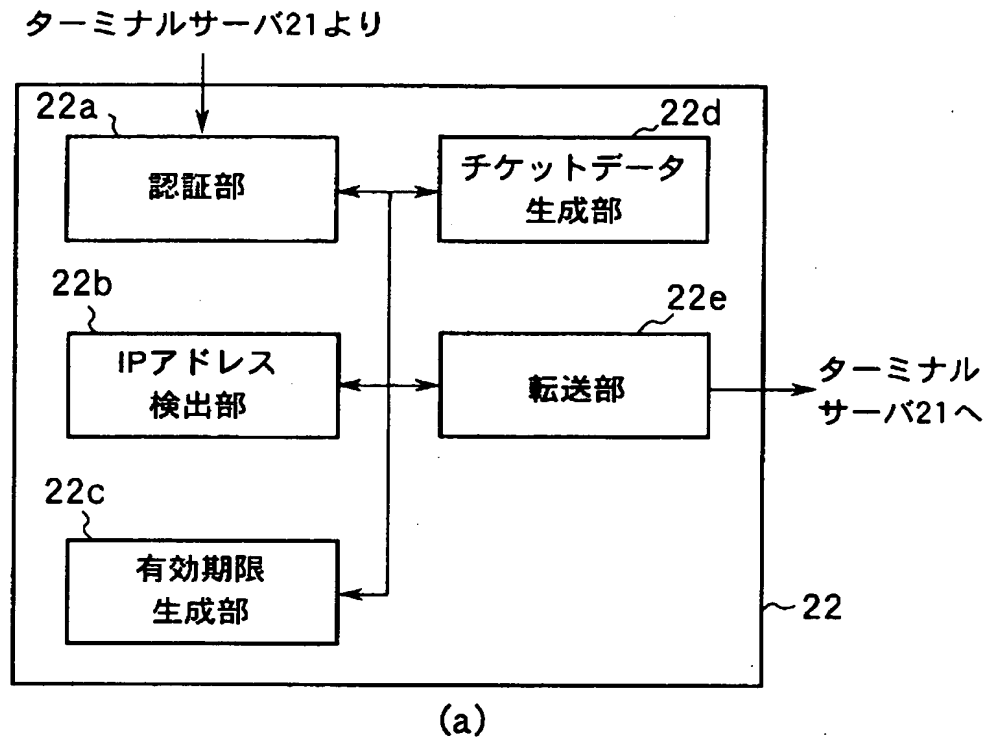 ターミナルサーバ21より
22a
認証部
22d
チケットデータ
生成部
22b
IPアドレス
検出部
22e
転送部
ターミナル
サーバ21へ
22c
有効期限
生成部
22
(a)